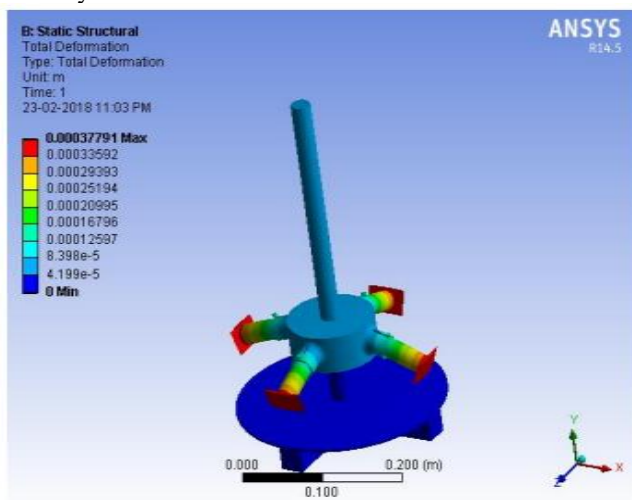 B: Static Structural
Total Deformation
Type: Total Deformation
Unit: m
Time: 1
23-02-2018 11:03 PM
ANSYS
R14.5
0.00037791 Max
0.00033592
0.00029393
0.00025194
0.00020995
0.00016796
0.00012597
8.398e-5
4.199e-5
0 Min
0.000
0.200 (m)
0.100
Y
X
Z